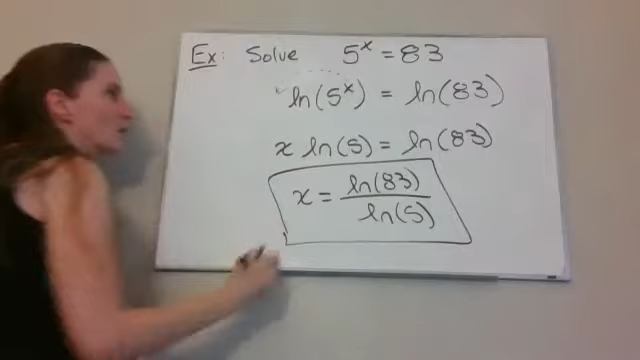 Ex: Solve 5^x = 83
ln(5^x) = ln(83)
x ln(5) = ln(83)
x = ln(83) / ln(5)